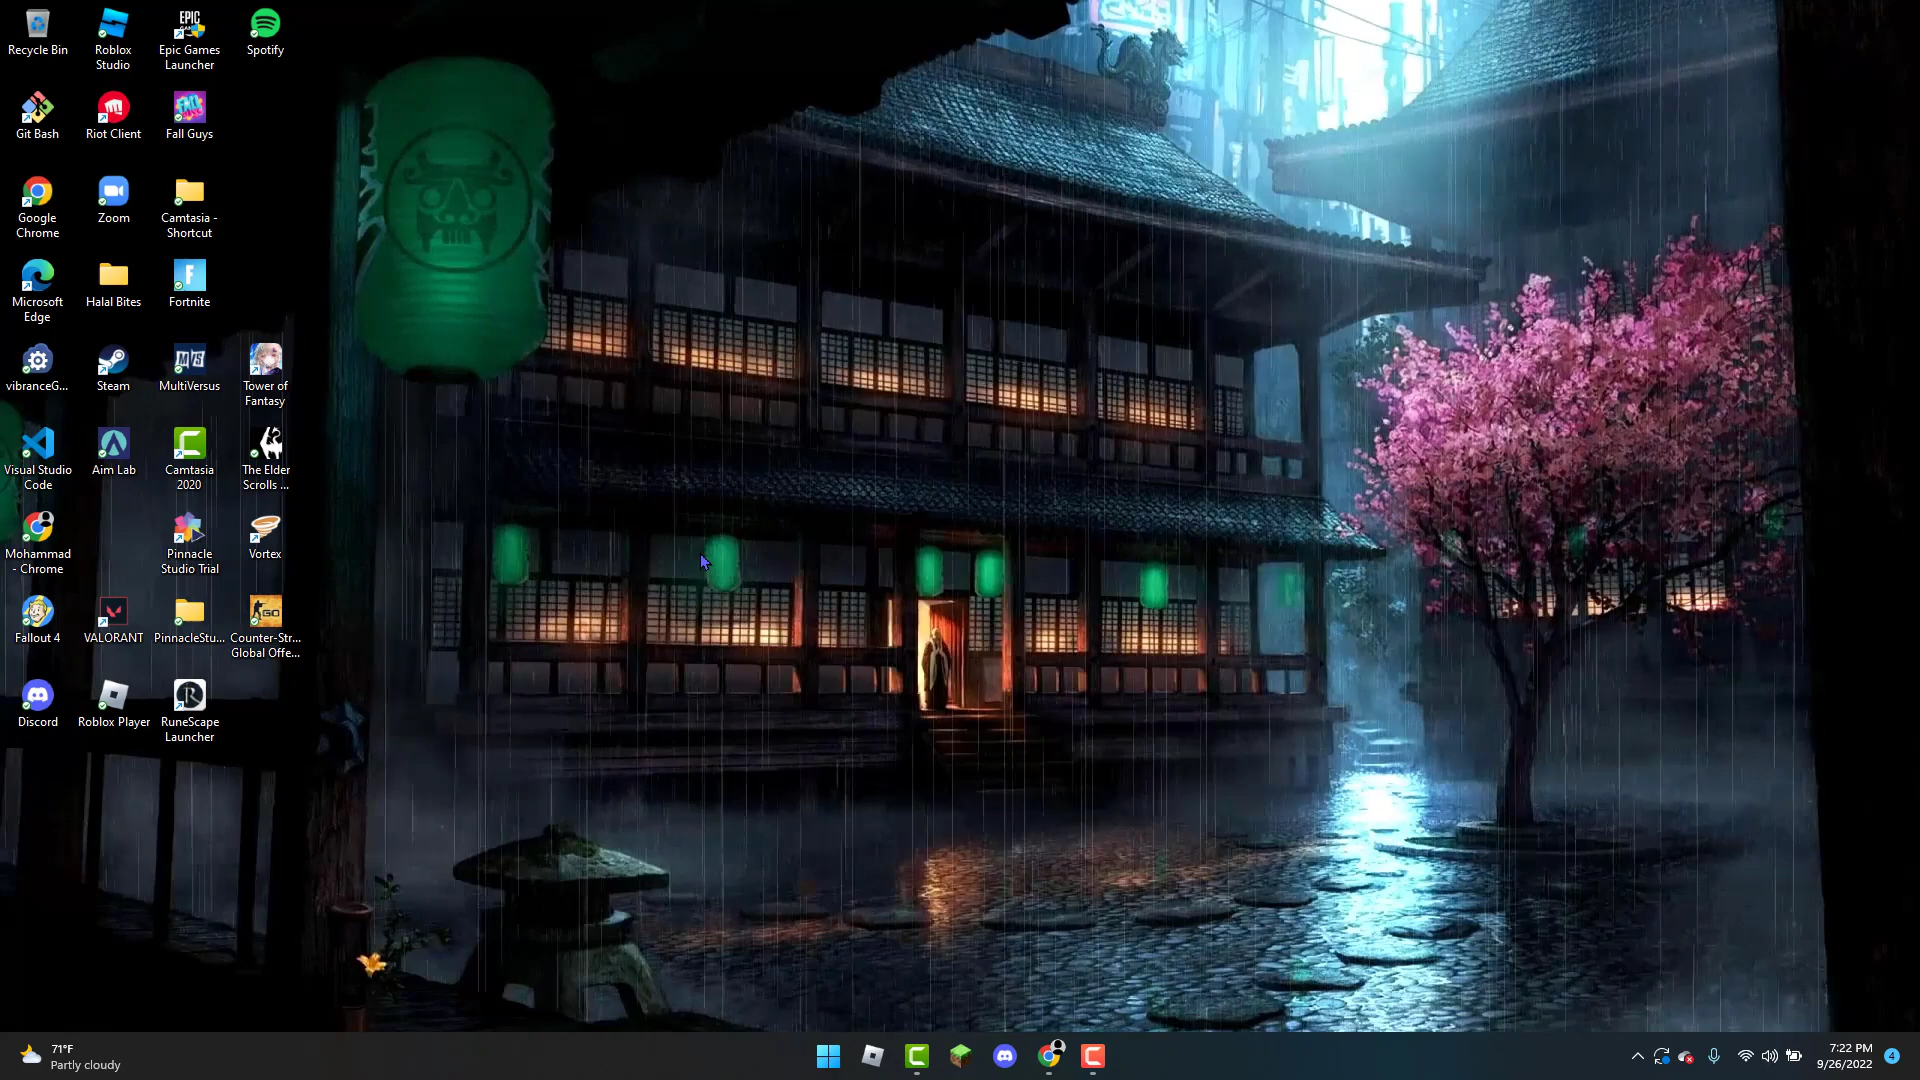 Recycle Bin
Roblox
Studio
Epic Games
Launcher
Spotify
Git Bash
Riot Client
Fall Guys
Google
Chrome
Zoom
Camtasia -
Shortcut
Microsoft
Edge
Halal Bites
Fortnite
vibranceG...
Steam
MultiVersus
Tower of
Fantasy
Visual Studio
Code
Aim Lab
Camtasia
2020
The Elder
Scrolls ...
Mohammad
- Chrome
Pinnacle
Studio Trial
Vortex
Fallout 4
VALORANT
PinnacleStu...
Counter-Str...
Global Offe...
Discord
Roblox Player
RuneScape
Launcher
71°F
Partly cloudy
7:22 PM
9/26/2022
4